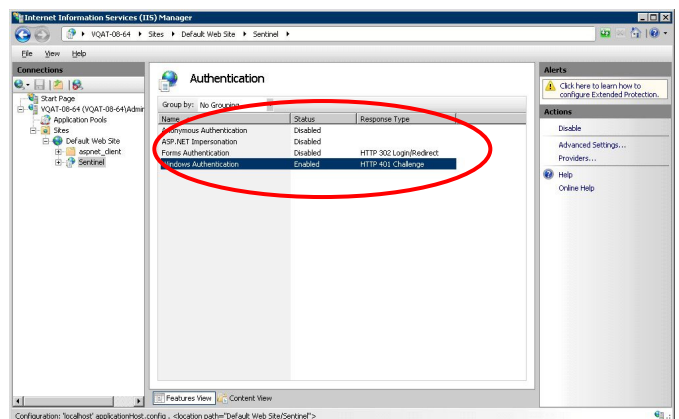 Internet Information Services (IIS) Manager
VQAT-08-64 Sites Default Web Site Sentinel
File View Help
Connections
Start Page
VQAT-08-64 (VQAT-08-64\Admir
Application Pools
Sites
Default Web Site
aspnet_client
Sentinel
Authentication
Group by: No Grouping
Name Status Response Type
Anonymous Authentication Disabled
ASP.NET Impersonation Disabled
Forms Authentication Disabled HTTP 302 Login/Redirect
Windows Authentication Enabled HTTP 401 Challenge
Features View Content View
Alerts
Click here to learn how to
configure Extended Protection.
Actions
Disable
Advanced Settings...
Providers...
Help
Online Help
Configuration: 'localhost' applicationHost.config , <location path="Default Web Site/Sentinel">